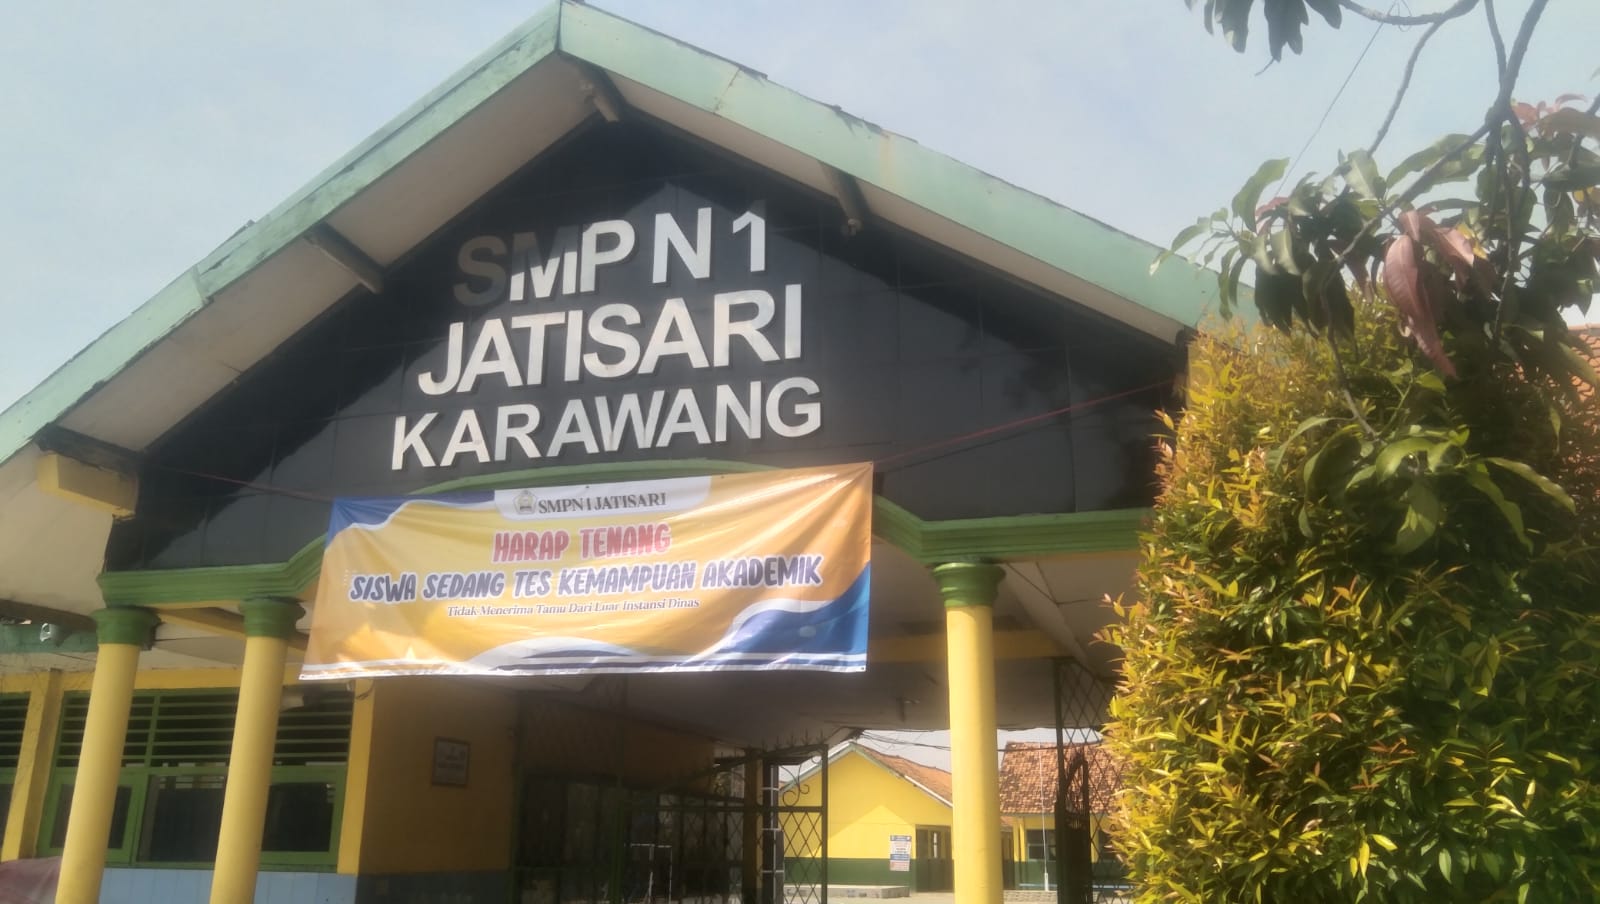 SMP N 1
JATISARI
KARAWANG
SMPN 1 JATISARI
HARAP TENANG
SISWA SEDANG TES KEMAMPUAN AKADEMIK
Tidak Menerima Tamu Dari Luar Instansi Dinas